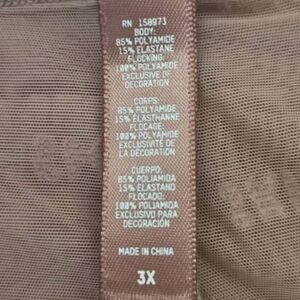 RN 158973
BODY:
85% POLYAMIDE
15% ELASTANE
FLOCKING:
100% POLYAMIDE
EXCLUSIVE OF
DECORATION
CORPS:
85% POLYAMIDE
15% ÉLASTHANNE
FLOCAGE:
100% POLYAMIDE
EXCLUSIVITÉ DE
LA DÉCORATION
CUERPO:
85% POLIAMIDA
15% ELASTANO
FLOCADO:
100% POLIAMIDA
EXCLUSIVO PARA
DECORACIÓN
MADE IN CHINA
3X